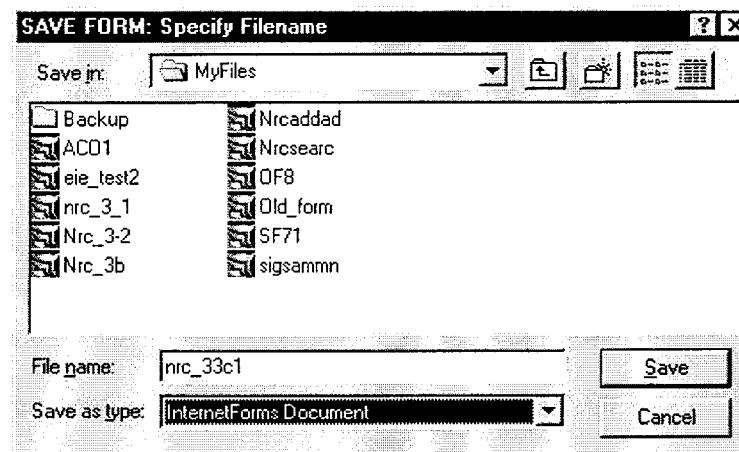 SAVE FORM: Specify Filename
Save in: MyFiles
Backup Nrcaddad
ACO1 Nrcsearc
eie_test2 OF8
nrc_3_1 Old_form
Nrc_3-2 SF71
Nrc_3b sigsammn
File name: nrc_33c1 Save
Save as type: InternetForms Document Cancel